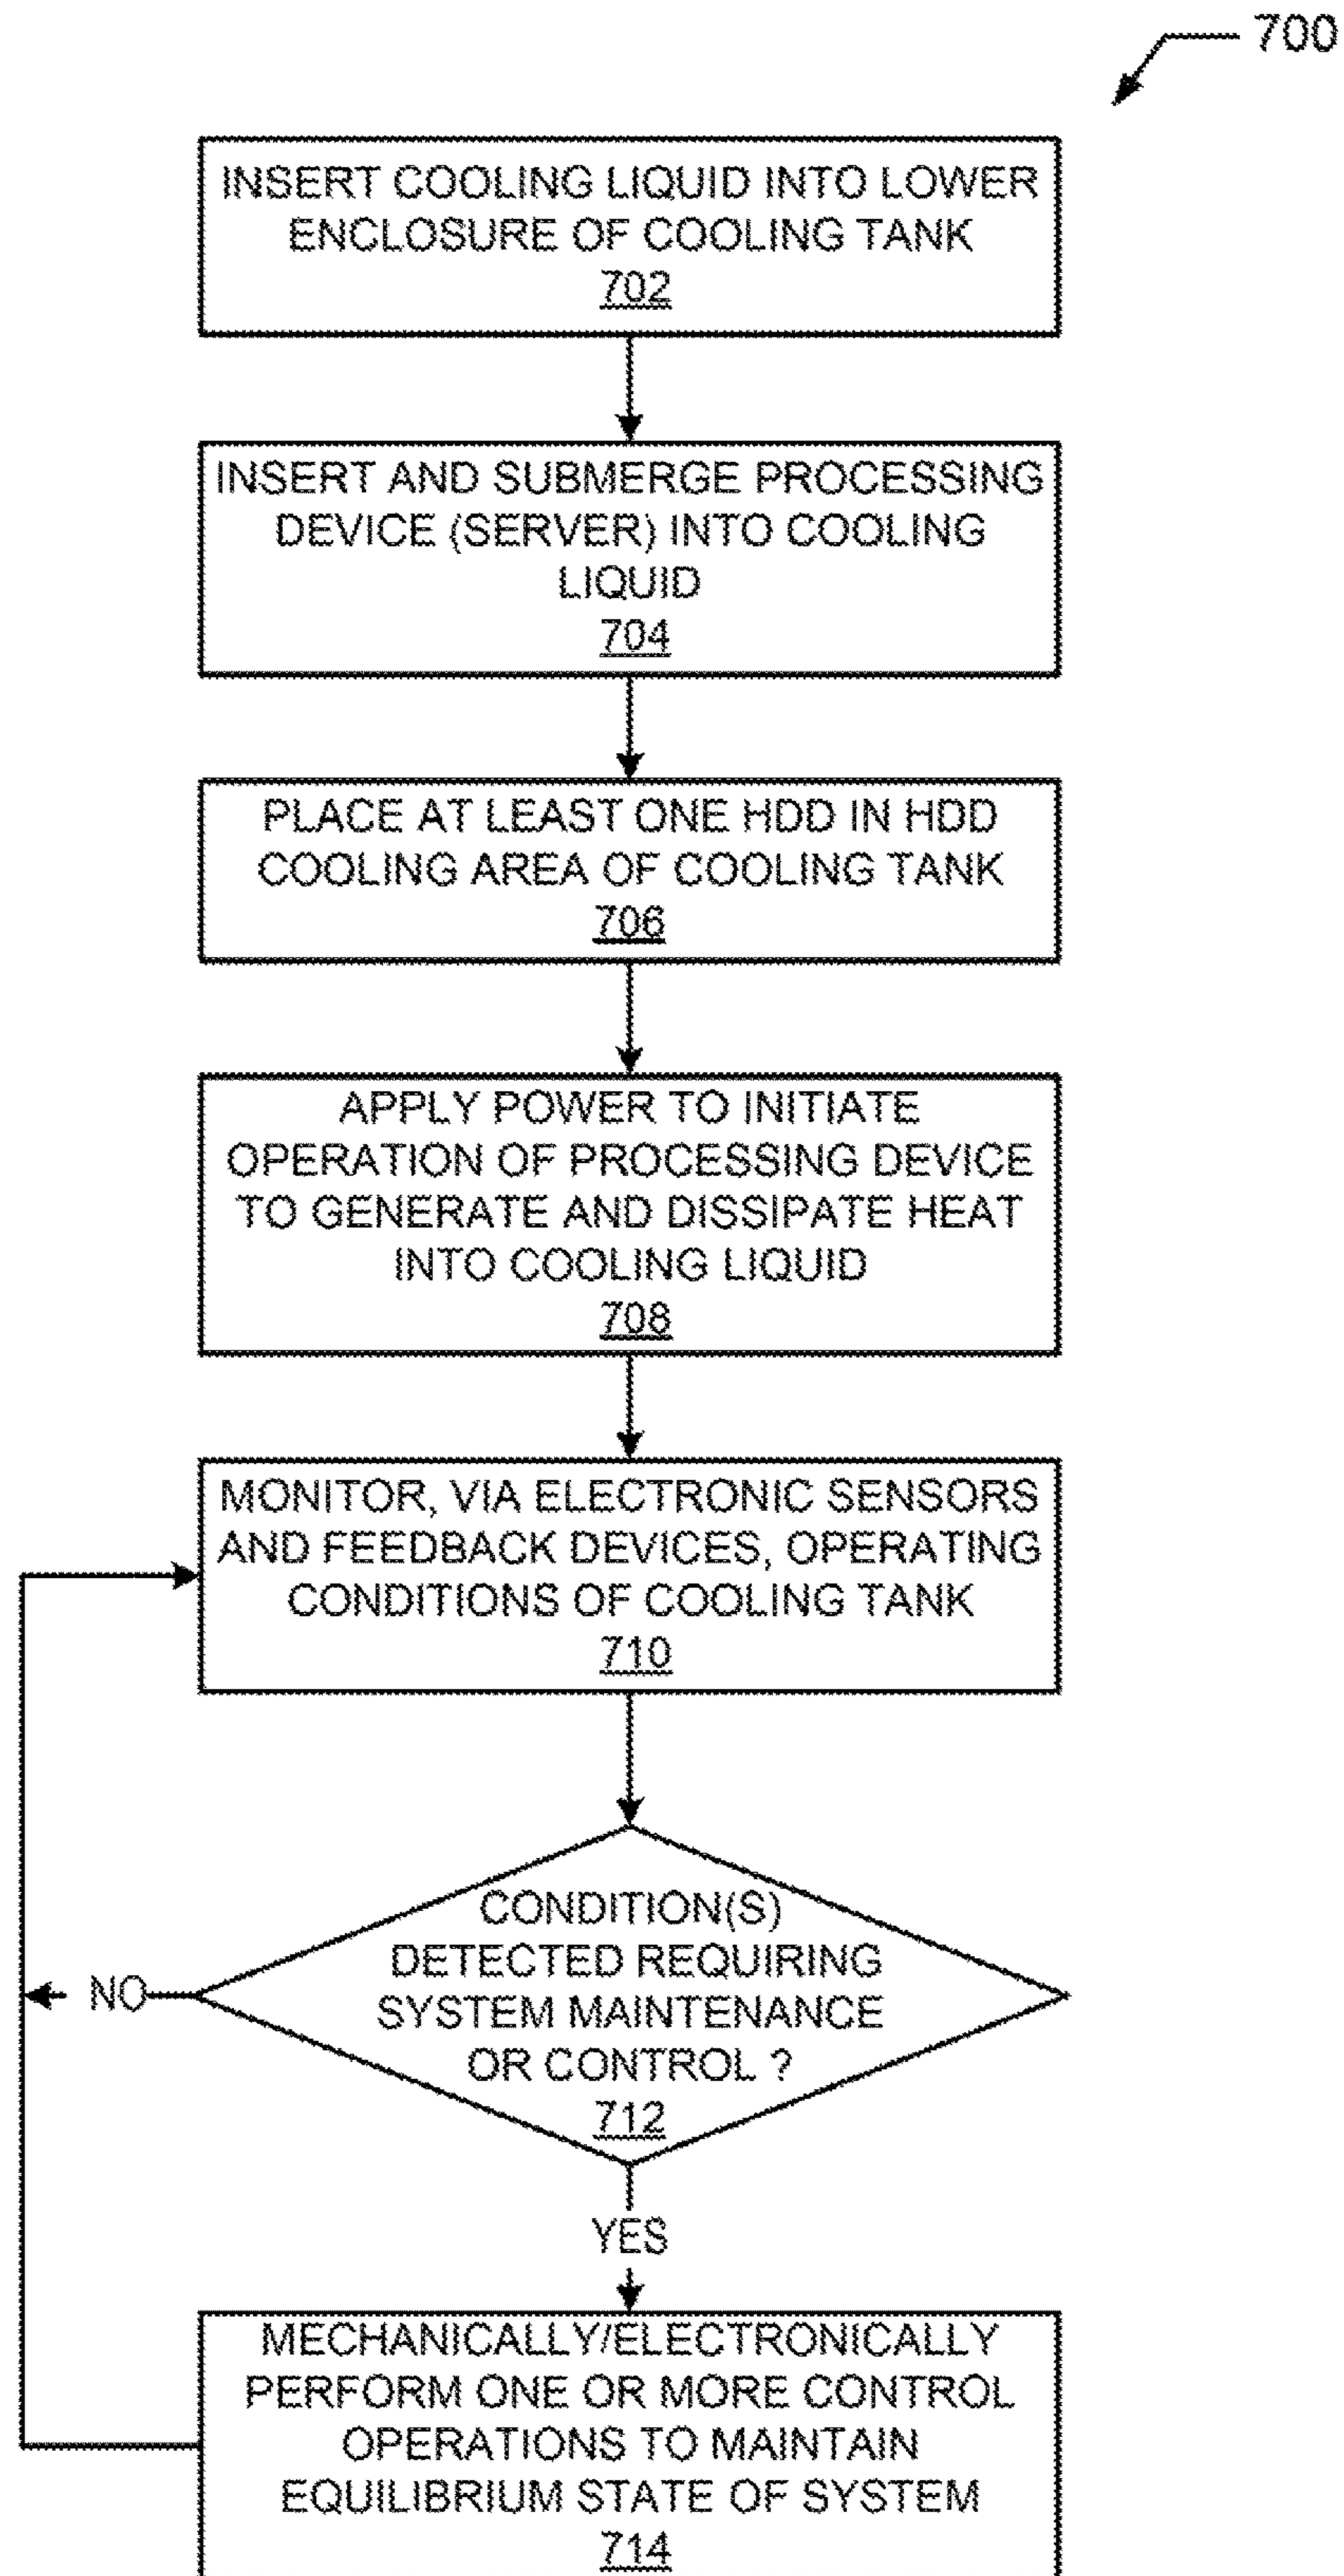 700
INSERT COOLING LIQUID INTO LOWER
ENCLOSURE OF COOLING TANK
702
INSERT AND SUBMERGE PROCESSING
DEVICE (SERVER) INTO COOLING
LIQUID
704
PLACE AT LEAST ONE HDD IN HDD
COOLING AREA OF COOLING TANK
706
APPLY POWER TO INITIATE
OPERATION OF PROCESSING DEVICE
TO GENERATE AND DISSIPATE HEAT
INTO COOLING LIQUID
708
MONITOR, VIA ELECTRONIC SENSORS
AND FEEDBACK DEVICES, OPERATING
CONDITIONS OF COOLING TANK
710
CONDITION(S)
DETECTED REQUIRING
SYSTEM MAINTENANCE
OR CONTROL ?
712
NO
YES
MECHANICALLY/ELECTRONICALLY
PERFORM ONE OR MORE CONTROL
OPERATIONS TO MAINTAIN
EQUILIBRIUM STATE OF SYSTEM
714